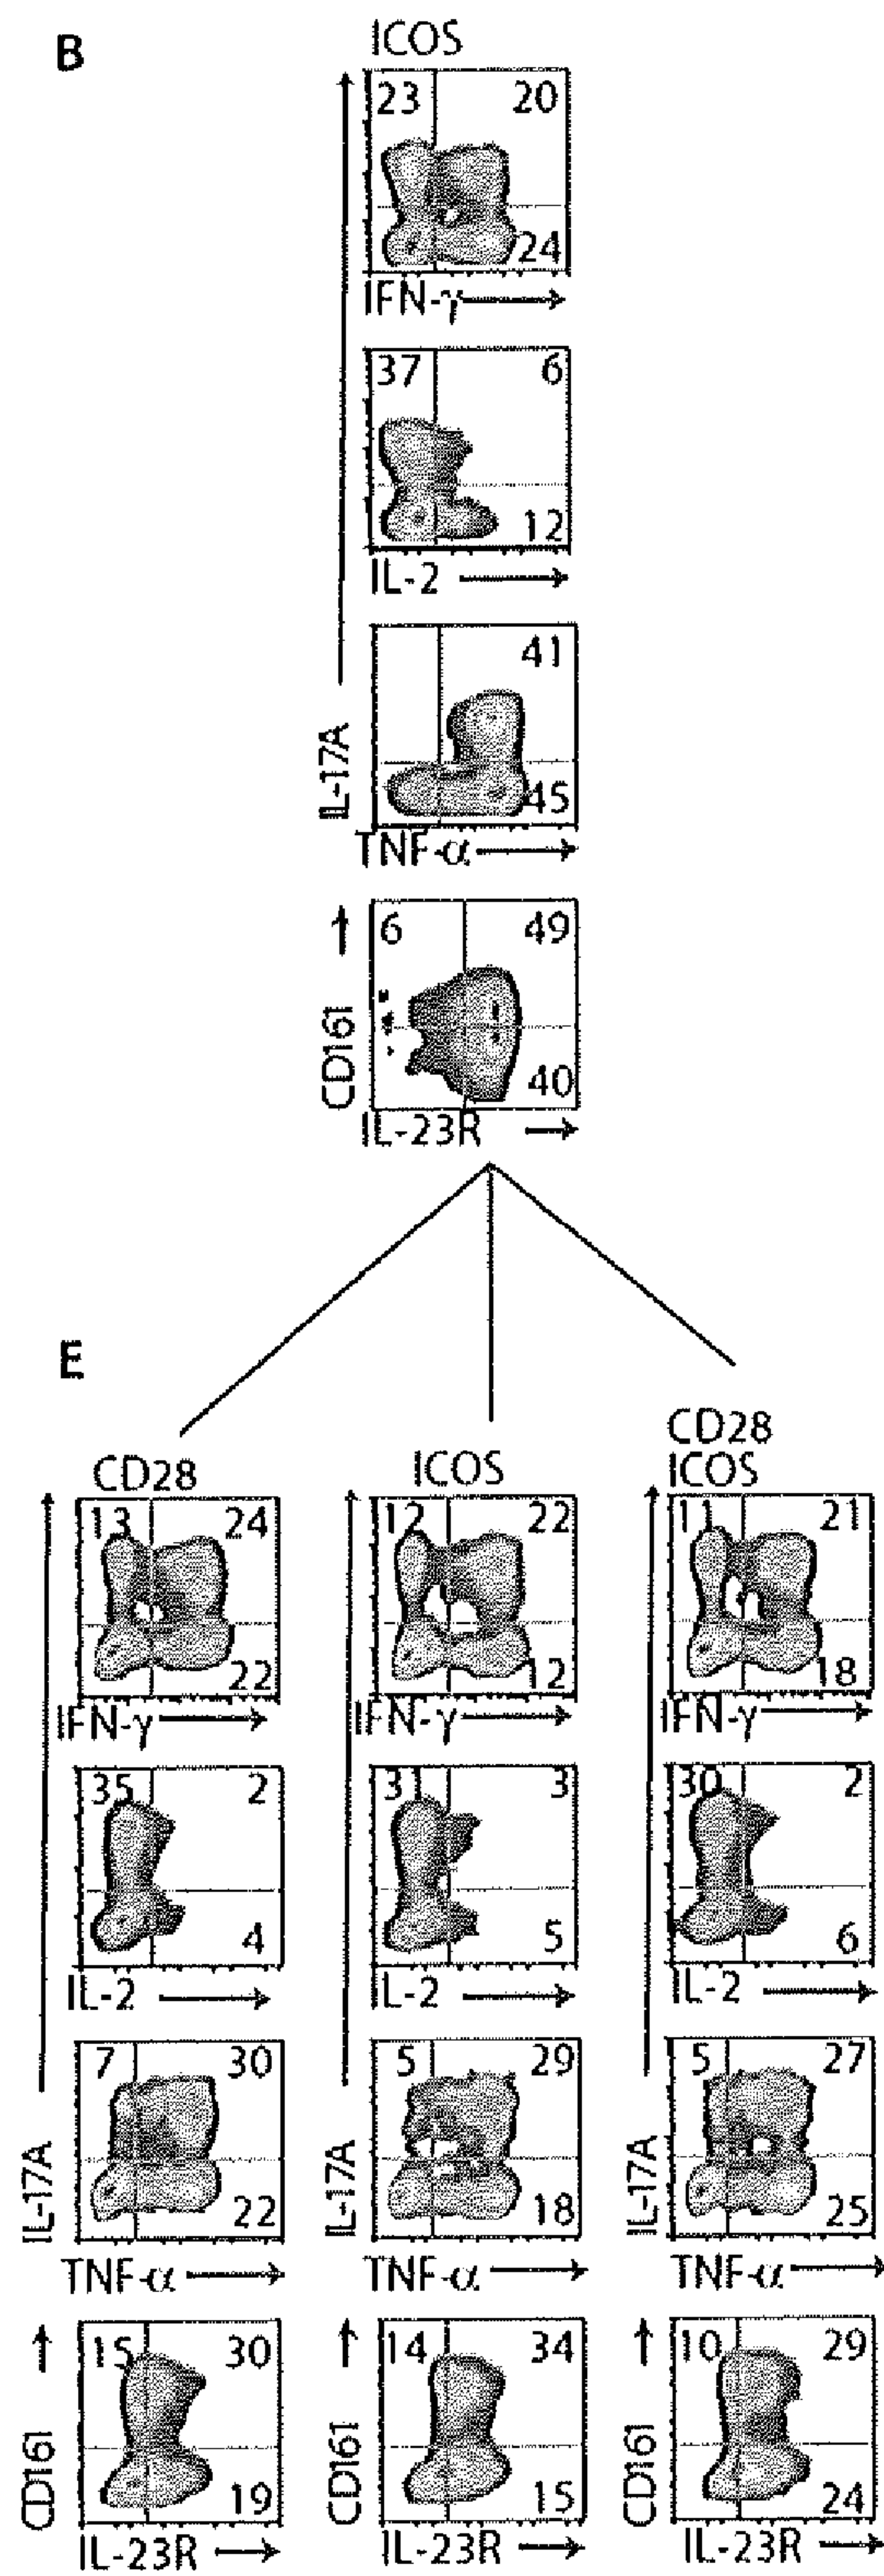 B
ICOS
23 20
24
IFN-γ
37 6
12
IL-2
41
45
IL-17A
TNF-α
6 49
40
CD161
IL-23R
E
CD28 ICOS CD28
ICOS
13 24 12 22 11 21
22 12 18
IFN-γ IFN-γ IFN-γ
35 2 31 3 30 2
4 5 6
IL-2 IL-2 IL-2
7 30 5 29 5 27
22 18 25
IL-17A IL-17A IL-17A
TNF-α TNF-α TNF-α
15 30 14 34 10 29
19 15 24
CD161 CD161 CD161
IL-23R IL-23R IL-23R